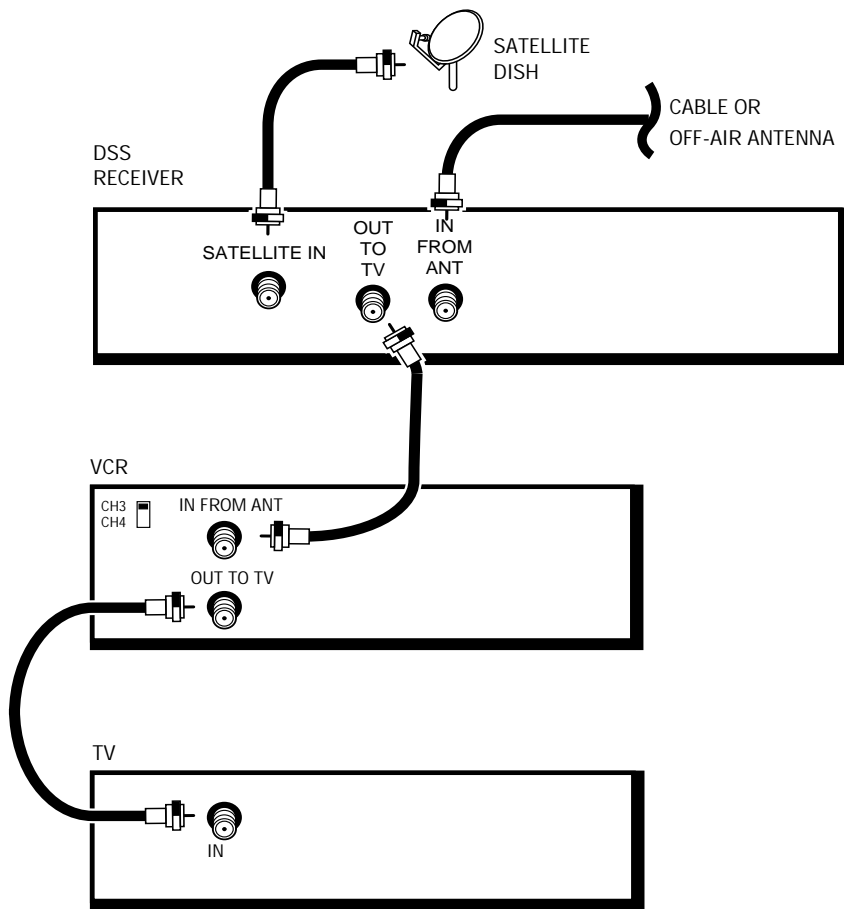 SATELLITE
DISH
CABLE OR
OFF-AIR ANTENNA
DSS
RECEIVER
SATELLITE IN
OUT
TO
TV
IN
FROM
ANT
VCR
CH3
CH4
IN FROM ANT
OUT TO TV
TV
IN